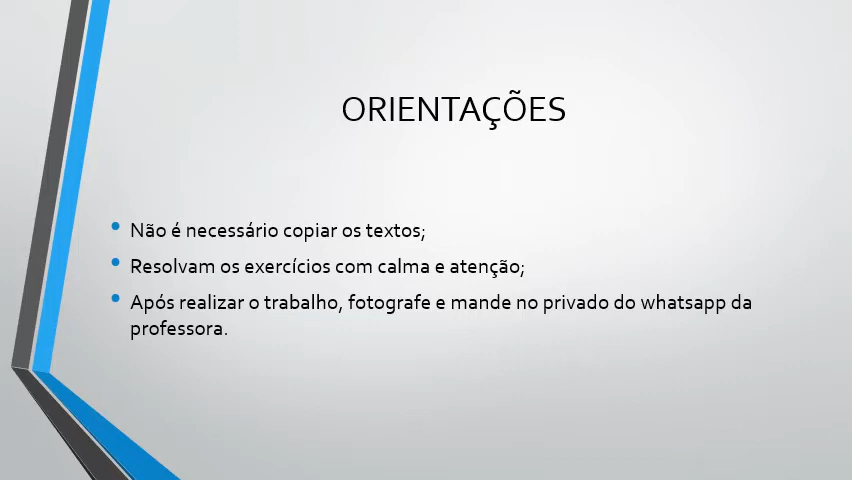 ORIENTAÇÕES
• Não é necessário copiar os textos;
• Resolvam os exercícios com calma e atenção;
• Após realizar o trabalho, fotografe e mande no privado do whatsapp da
professora.